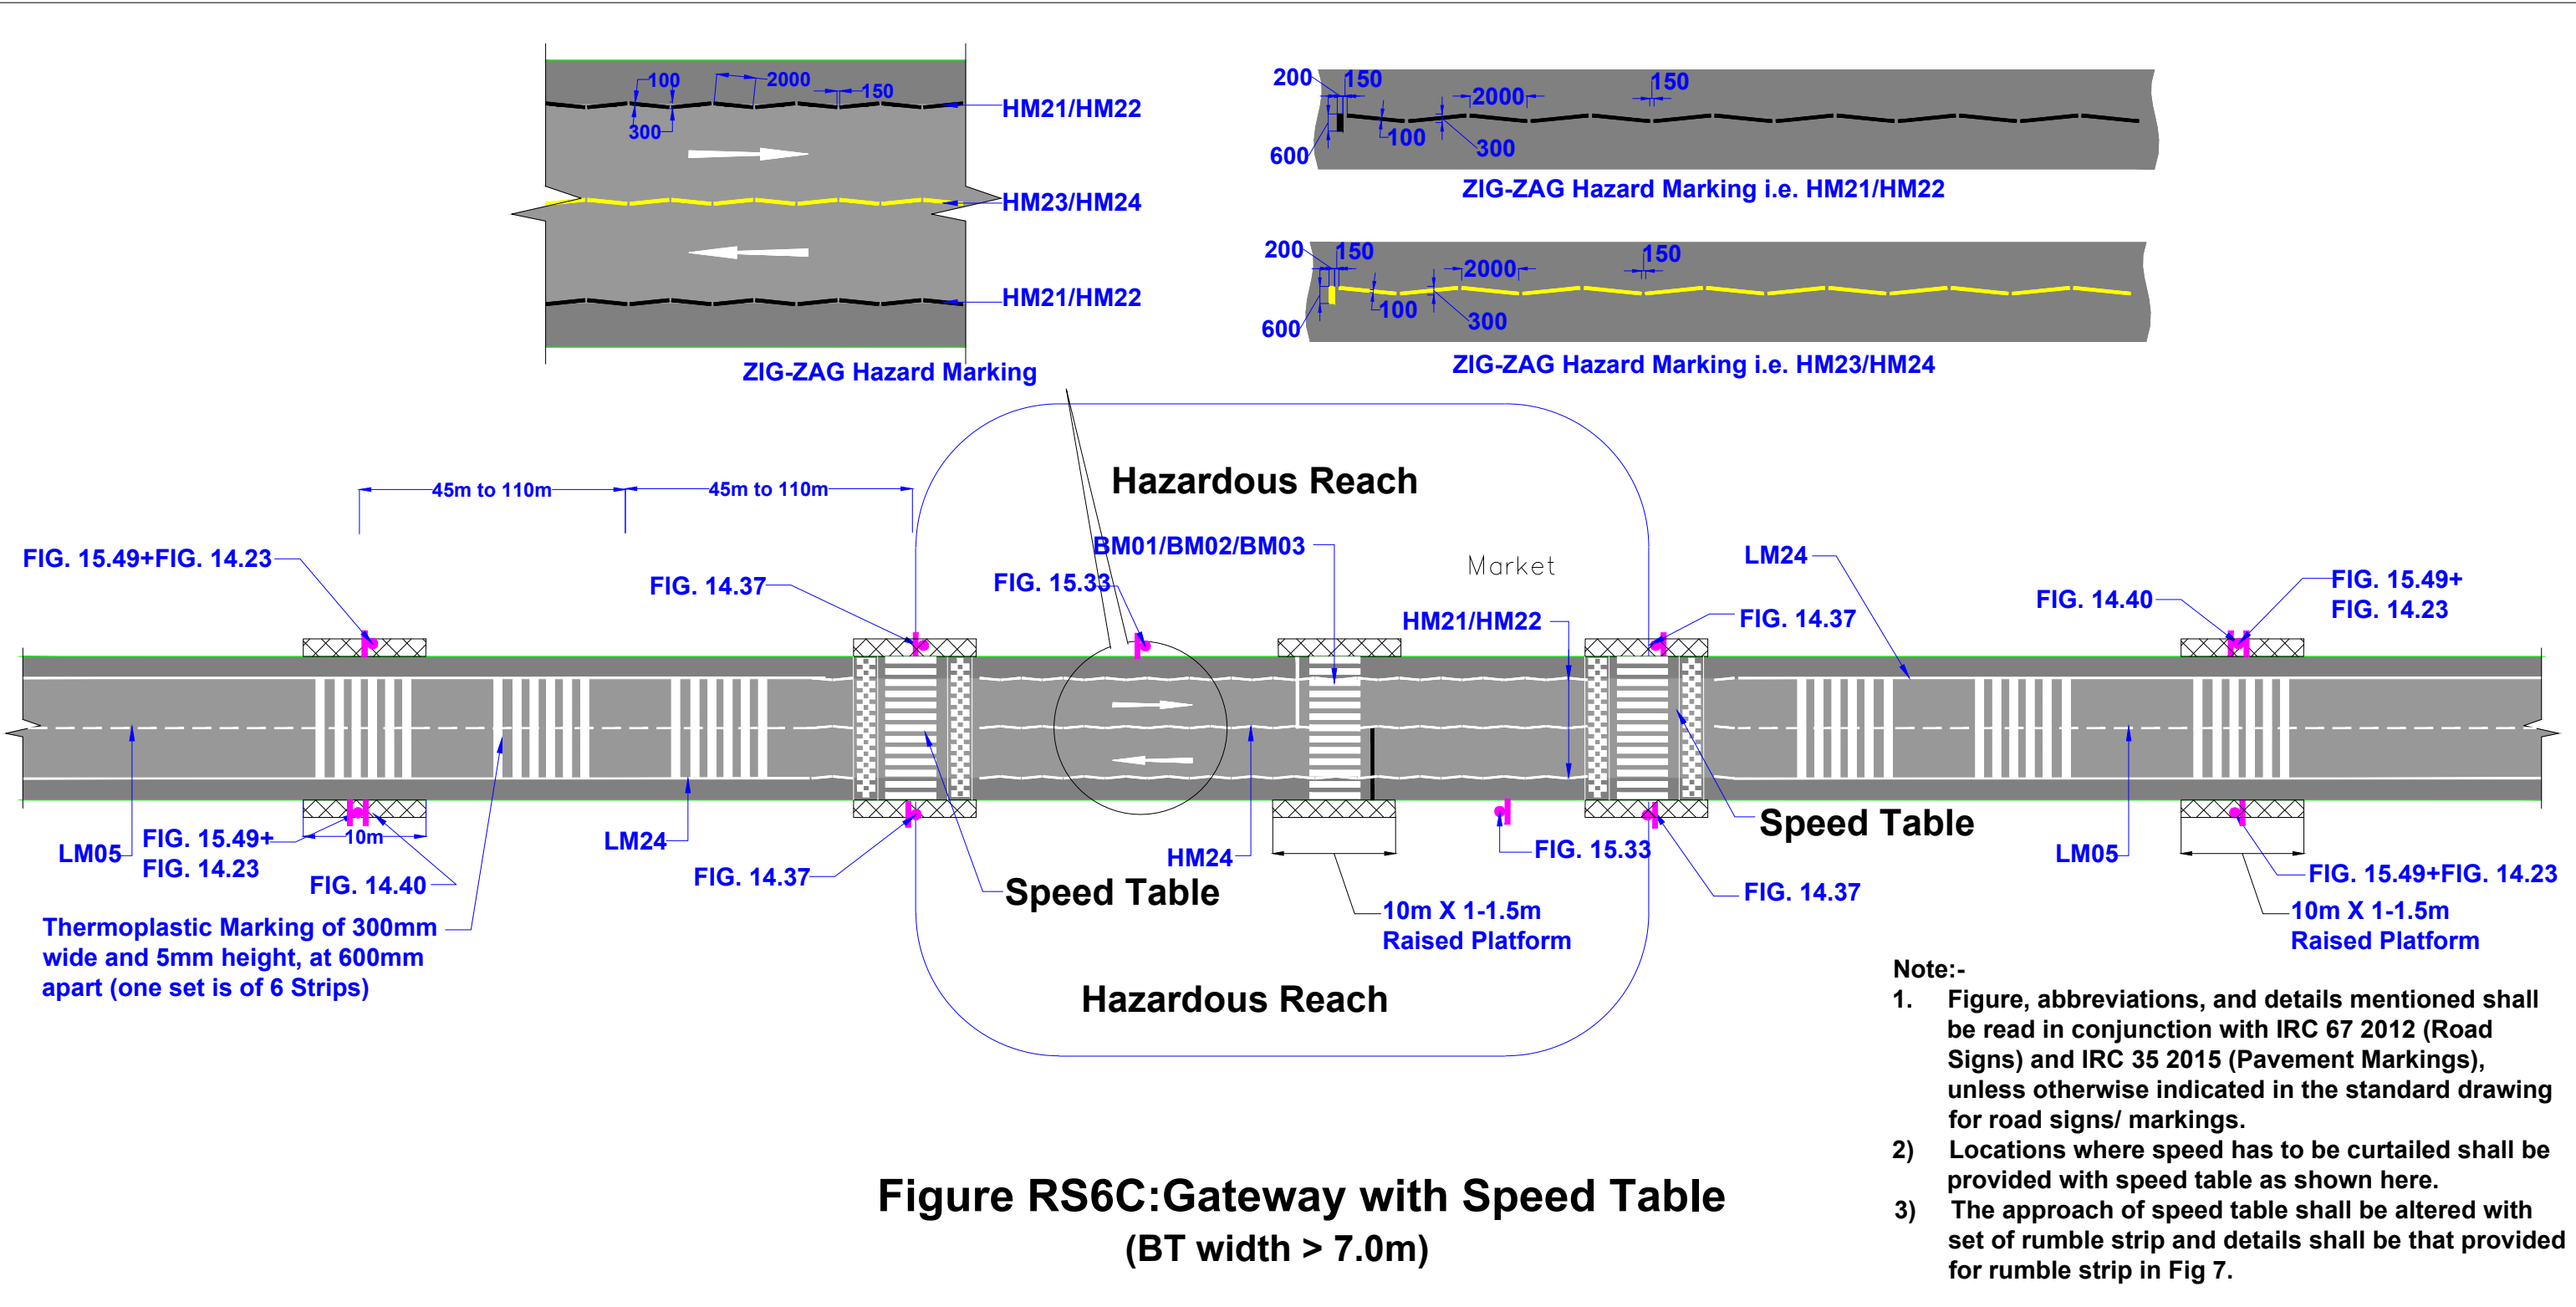 100
2000
150
HM21/HM22
300
HM23/HM24
HM21/HM22
ZIG-ZAG Hazard Marking
200
150
2000
150
100
300
600
ZIG-ZAG Hazard Marking i.e. HM21/HM22
200
150
2000
150
100
300
600
ZIG-ZAG Hazard Marking i.e. HM23/HM24
Hazardous Reach
45m to 110m
45m to 110m
FIG. 15.49+FIG. 14.23
FIG. 14.37
FIG. 15.33
BM01/BM02/BM03
Market
HM21/HM22
LM24
FIG. 14.37
FIG. 14.40
FIG. 15.49+
FIG. 14.23
LM05
FIG. 15.49+
FIG. 14.23
10m
FIG. 14.40
LM24
FIG. 14.37
Speed Table
HM24
FIG. 15.33
10m X 1-1.5m
Raised Platform
Speed Table
FIG. 14.37
LM05
FIG. 15.49+FIG. 14.23
10m X 1-1.5m
Raised Platform
Thermoplastic Marking of 300mm
wide and 5mm height, at 600mm
apart (one set is of 6 Strips)
Hazardous Reach
Note:-
1. Figure, abbreviations, and details mentioned shall
be read in conjunction with IRC 67 2012 (Road
Signs) and IRC 35 2015 (Pavement Markings),
unless otherwise indicated in the standard drawing
for road signs/ markings.
2) Locations where speed has to be curtailed shall be
provided with speed table as shown here.
3) The approach of speed table shall be altered with
set of rumble strip and details shall be that provided
for rumble strip in Fig 7.
Figure RS6C:Gateway with Speed Table
(BT width > 7.0m)